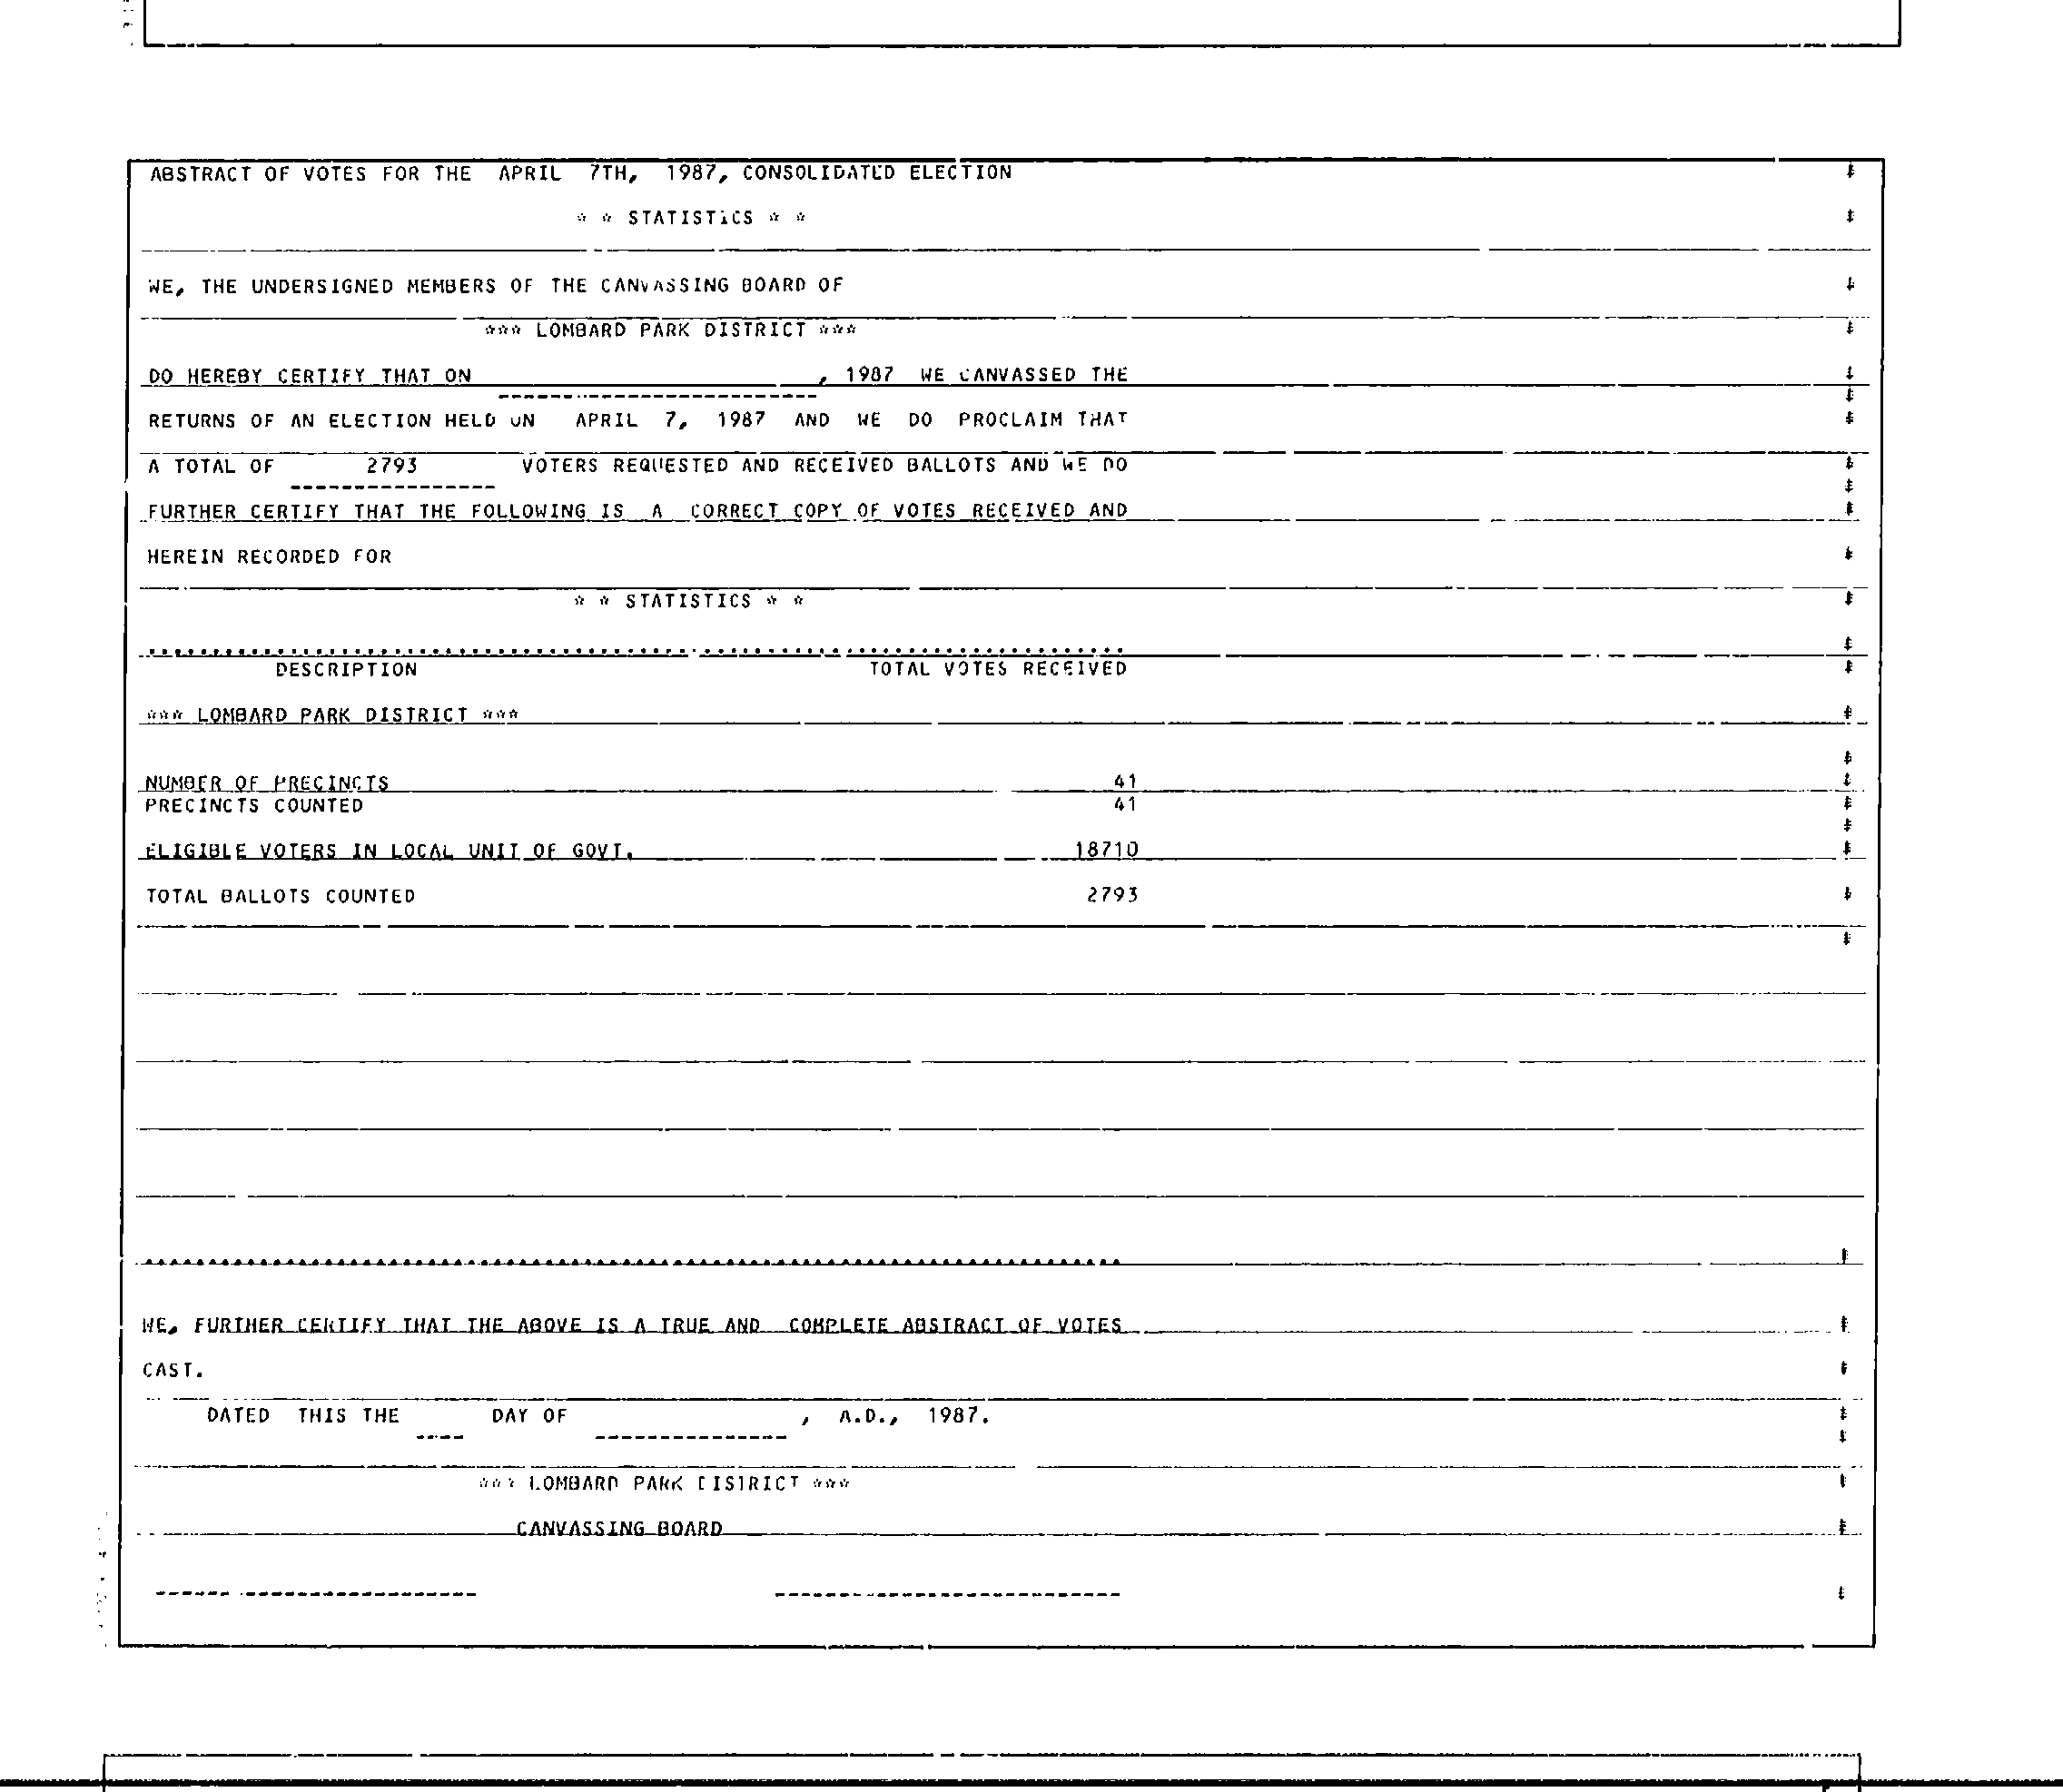 ABSTRACT OF VOTES FOR THE APRIL 7TH, 1987, CONSOLIDATED ELECTION
* * STATISTICS * *
WE, THE UNDERSIGNED MEMBERS OF THE CANVASSING BOARD OF
*** LOMBARD PARK DISTRICT ***
DO HEREBY CERTIFY THAT ON , 1987 WE CANVASSED THE
RETURNS OF AN ELECTION HELD ON APRIL 7, 1987 AND WE DO PROCLAIM THAT
A TOTAL OF 2793 VOTERS REQUESTED AND RECEIVED BALLOTS AND WE DO
FURTHER CERTIFY THAT THE FOLLOWING IS A CORRECT COPY OF VOTES RECEIVED AND
HEREIN RECORDED FOR
* * STATISTICS * *
DESCRIPTION TOTAL VOTES RECEIVED
*** LOMBARD PARK DISTRICT ***
NUMBER OF PRECINCTS 41
PRECINCTS COUNTED 41
ELIGIBLE VOTERS IN LOCAL UNIT OF GOVT. 18710
TOTAL BALLOTS COUNTED 2793
WE, FURTHER CERTIFY THAT THE ABOVE IS A TRUE AND COMPLETE ABSTRACT OF VOTES
CAST.
DATED THIS THE DAY OF , A.D., 1987.
*** LOMBARD PARK DISTRICT ***
CANVASSING BOARD